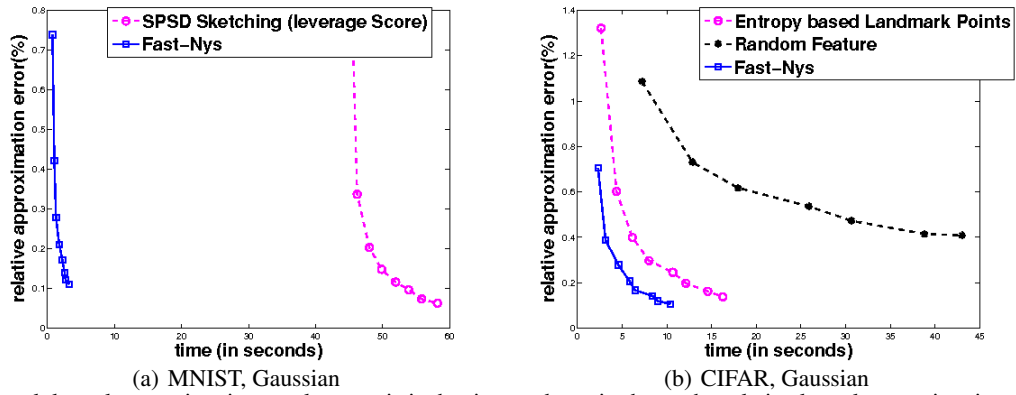 SPSD Sketching (leverage Score)
Fast-Nys
relative approximation error(%)
0.8
0.7
0.6
0.5
0.4
0.3
0.2
0.1
0
0 10 20 30 40 50 60
time (in seconds)
(a) MNIST, Gaussian
Entropy based Landmark Points
Random Feature
Fast-Nys
relative approximation error(%)
1.4
1.2
1
0.8
0.6
0.4
0.2
0
0 5 10 15 20 25 30 35 40 45
time (in seconds)
(b) CIFAR, Gaussian